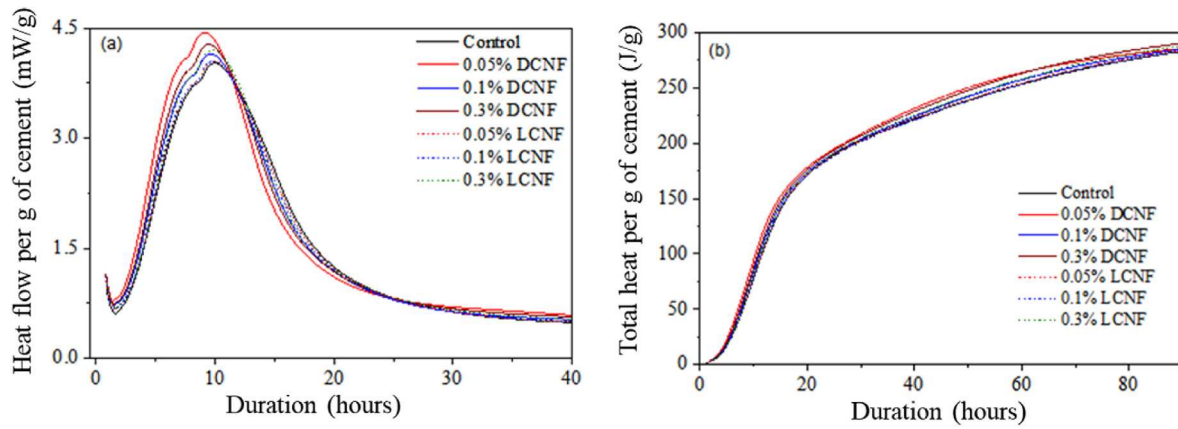 Heat flow per g of cement (mW/g)
4.5
3.0
1.5
0.0
(a)
Control
0.05% DCNF
0.1% DCNF
0.3% DCNF
0.05% LCNF
0.1% LCNF
0.3% LCNF
0 10 20 30 40
Duration (hours)
Total heat per g of cement (J/g)
300
250
200
150
100
50
0
(b)
Control
0.05% DCNF
0.1% DCNF
0.3% DCNF
0.05% LCNF
0.1% LCNF
0.3% LCNF
0 20 40 60 80
Duration (hours)